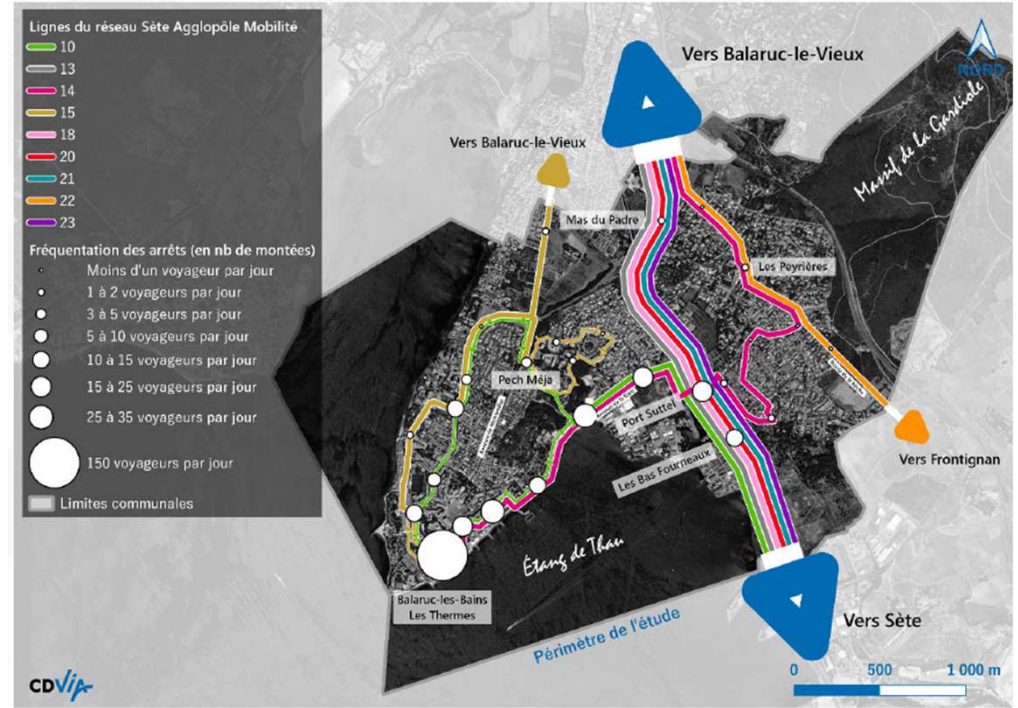 Lignes du réseau Sète Agglopôle Mobilité
10
13
14
15
18
20
21
22
23
Fréquentation des arrêts (en nb de montées)
Moins d'un voyageur par jour
1 à 2 voyageurs par jour
3 à 5 voyageurs par jour
5 à 10 voyageurs par jour
10 à 15 voyageurs par jour
15 à 25 voyageurs par jour
25 à 35 voyageurs par jour
150 voyageurs par jour
Limites communales
Vers Balaruc-le-Vieux
NORD
Massif de la Gardiole
Vers Balaruc-le-Vieux
Mas du Padre
Les Peyrières
Pech Méja
Port Suttel
Les Bas Fourneaux
Vers Frontignan
Étang de Thau
Balaruc-les-Bains
Les Thermes
Périmètre de l'étude
Vers Sète
0 500 1 000 m
CDVIA